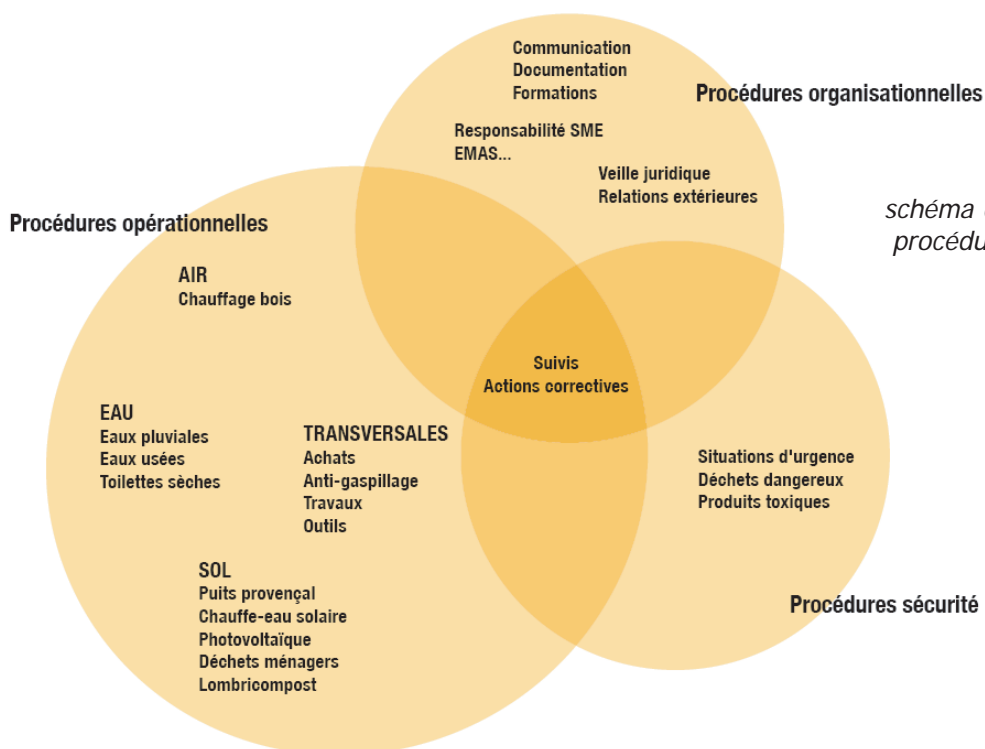 Communication
Documentation
Formations
Procédures organisationnelles
Responsabilité SME
EMAS...
Veille juridique
Relations extérieures
schéma
procédu
Procédures opérationnelles
AIR
Chauffage bois
Suivis
Actions correctives
EAU
Eaux pluviales
Eaux usées
Toilettes sèches
TRANSVERSALES
Achats
Anti-gaspillage
Travaux
Outils
Situations d'urgence
Déchets dangereux
Produits toxiques
SOL
Puits provençal
Chauffe-eau solaire
Photovoltaïque
Déchets ménagers
Lombricompost
Procédures sécurité